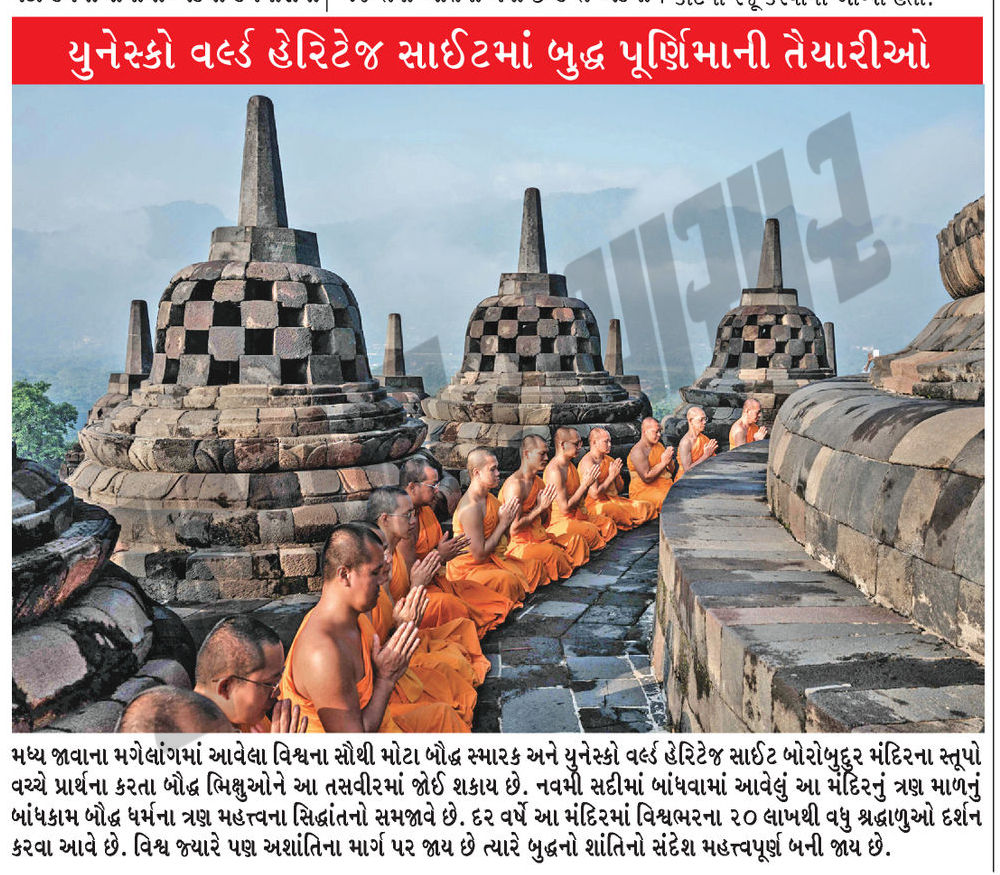 યુનેસ્કો વર્લ્ડ હેરિટેજ સાઈટમાં બુદ્ધ પૂર્ણિમાની તૈયારીઓ
મધ્ય જાવાના મગેલાંગમાં આવેલા વિશ્વના સૌથી મોટા બૌદ્ધ સ્મારક અને યુનેસ્કો વર્લ્ડ હેરિટેજ સાઈટ બોરોબુદુર મંદિરના સ્તૂપો
વચ્ચે પ્રાર્થના કરતા બૌદ્ધ ભિક્ષુઓને આ તસવીરમાં જોઈ શકાય છે. નવમી સદીમાં બાંધવામાં આવેલું આ મંદિરનું ત્રણ માળનું
બાંધકામ બૌદ્ધ ધર્મના ત્રણ મહત્ત્વના સિદ્ધાંતનો સમજાવે છે. દર વર્ષે આ મંદિરમાં વિશ્વભરના ૨૦ લાખથી વધુ શ્રદ્ધાળુઓ દર્શન
કરવા આવે છે. વિશ્વ જ્યારે પણ અશાંતિના માર્ગ પર જાય છે ત્યારે બુદ્ધનો શાંતિનો સંદેશ મહત્ત્વપૂર્ણ બની જાય છે.